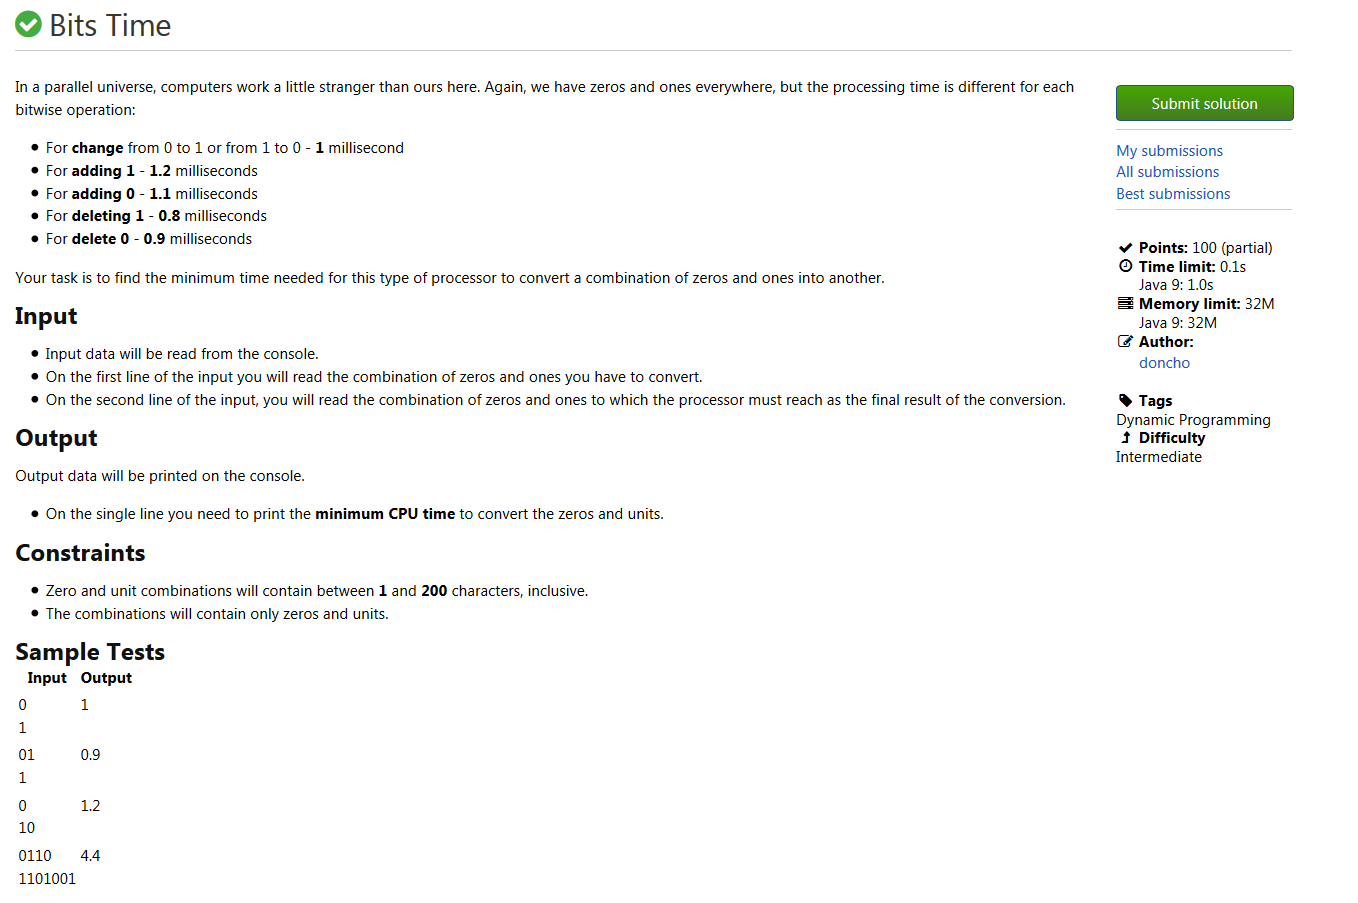 Bits Time
In a parallel universe, computers work a little stranger than ours here. Again, we have zeros and ones everywhere, but the processing time is different for each
bitwise operation:
For change from 0 to 1 or from 1 to 0 - 1 millisecond
For adding 1 - 1.2 milliseconds
For adding 0 - 1.1 milliseconds
For deleting 1 - 0.8 milliseconds
For delete 0 - 0.9 milliseconds
Your task is to find the minimum time needed for this type of processor to convert a combination of zeros and ones into another.
Input
Input data will be read from the console.
On the first line of the input you will read the combination of zeros and ones you have to convert.
On the second line of the input, you will read the combination of zeros and ones to which the processor must reach as the final result of the conversion.
Output
Output data will be printed on the console.
On the single line you need to print the minimum CPU time to convert the zeros and units.
Constraints
Zero and unit combinations will contain between 1 and 200 characters, inclusive.
The combinations will contain only zeros and units.
Sample Tests
Input Output
0 1
1
01 0.9
1
0 1.2
10
0110 4.4
1101001
Submit solution
My submissions
All submissions
Best submissions
Points: 100 (partial)
Time limit: 0.1s
Java 9: 1.0s
Memory limit: 32M
Java 9: 32M
Author:
doncho
Tags
Dynamic Programming
Difficulty
Intermediate